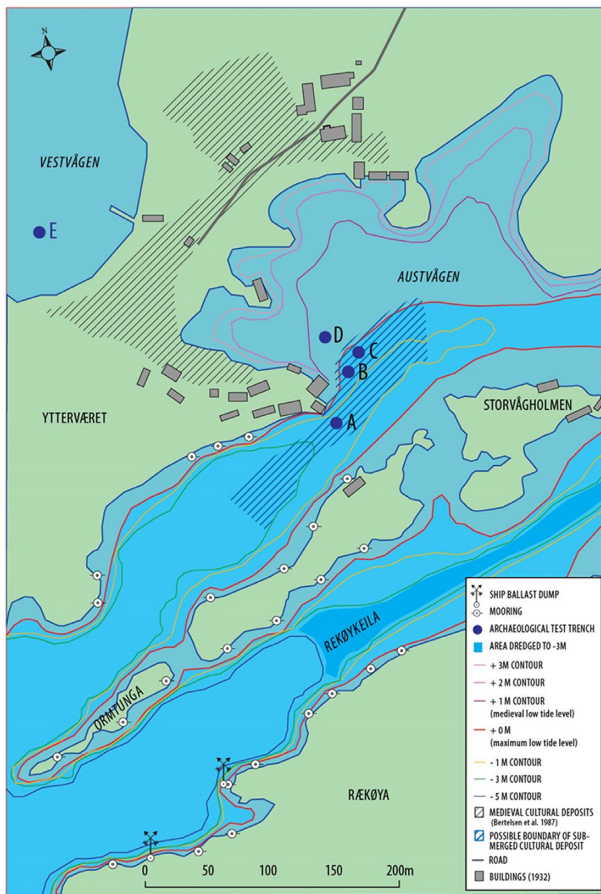 VESTVÅGEN
E
AUSTVÅGEN
D
C
B
A
YTTERVÆRET
STORVÅGHOLMEN
REKØYKEILA
ORMTUNGA
RÆKØYA
0 50 100 150 200m
SHIP BALLAST DUMP
MOORING
ARCHAEOLOGICAL TEST TRENCH
AREA DREDGED TO -3M
+ 3M CONTOUR
+ 2 M CONTOUR
+ 1 M CONTOUR
(medieval low tide level)
+ 0 M
(maximum low tide level)
- 1 M CONTOUR
- 3 M CONTOUR
- 5 M CONTOUR
MEDIEVAL CULTURAL DEPOSITS
(Bertelsen et al. 1987)
POSSIBLE BOUNDARY OF SUB-
MERGED CULTURAL DEPOSIT
ROAD
BUILDINGS (1932)